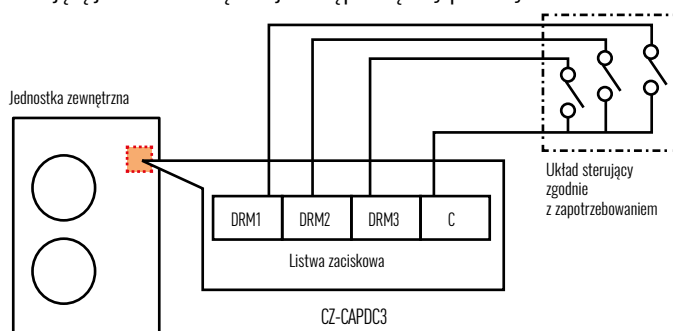 Jednostka zewnętrzna
DRM1 DRM2 DRM3 C
Listwa zaciskowa
CZ-CAPDC3
Układ sterujący
zgodnie
z zapotrzebowaniem